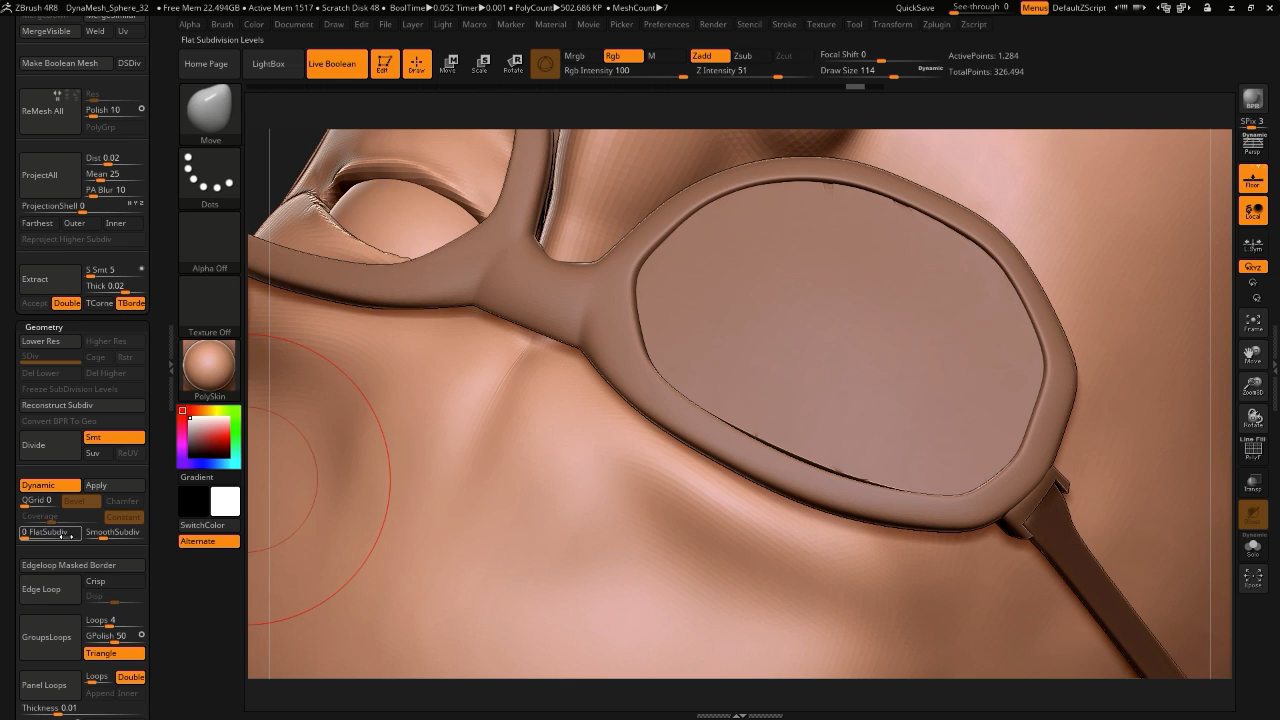 ZBrush 4R8 DynaMesh_Sphere_32 • Free Mem 22.494GB • Active Mem 1517 • Scratch Disk 48 • BoolTime▶0.052 Timer▶0.001 • PolyCount▶502.686 KP • MeshCount▶7 QuickSave See-through 0 Menus DefaultZScript
MergeVisible Weld Uv
Alpha Brush Color Document Draw Edit File Layer Light Macro Marker Material Movie Picker Preferences Render Stencil Stroke Texture Tool Transform Zplugin Zscript
Flat Subdivision Levels
Make Boolean Mesh DSDiv
Home Page LightBox Live Boolean Edit Draw Move Scale Rotate
Mrgb Rgb M Zadd Zsub Zcut
Rgb Intensity 100 Z Intensity 51
Focal Shift 0
Draw Size 114 Dynamic
ActivePoints: 1,284
TotalPoints: 326,494
ReMesh All Res
Polish 10
PolyGrp
ProjectAll Dist 0.02
Mean 25
PA Blur 10
ProjectionShell 0 X Y Z
Farthest Outer Inner
Reproject Higher Subdiv
Extract S Smt 5
Thick 0.02
Accept Double TCorne TBorde
Geometry
Lower Res Higher Res
SDiv Cage Rstr
Del Lower Del Higher
Freeze SubDivision Levels
Reconstruct Subdiv
Convert BPR To Geo
Divide Smt
Suv ReUV
Dynamic Apply
QGrid 0 Bevel Chamfer
Coverage Constant
0 FlatSubdiv SmoothSubdiv
Edgeloop Masked Border
Edge Loop Crisp
Disp
GroupsLoops Loops 4
GPolish 50
Triangle
Panel Loops Loops Double
Append Inner
Thickness 0.01
Move
Dots
Alpha Off
Texture Off
PolySkin
Gradient
SwitchColor
Alternate
BPR
SPix 3
Dynamic
Persp
Floor
Local
L.Sym
XYZ
Frame
Move
Zoom3D
Rotate
Line Fill
PolyF
Transp
Dynamic
Solo
Xpose